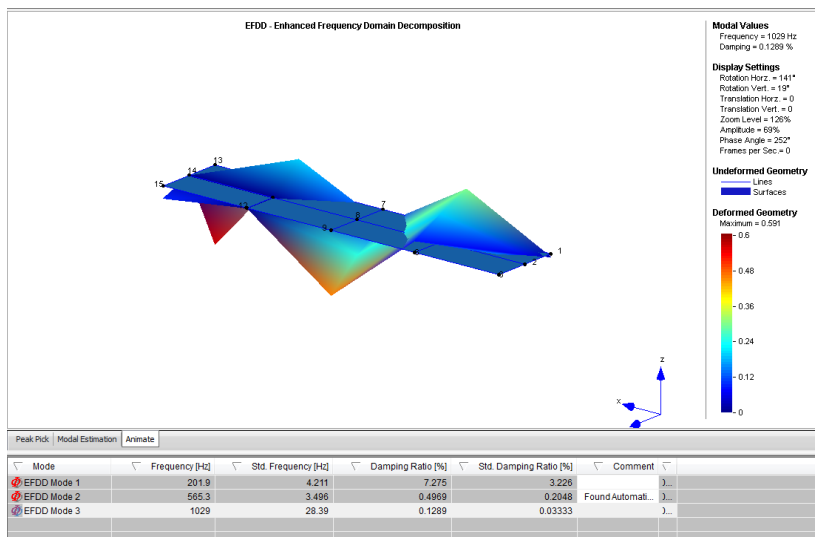 EFDD - Enhanced Frequency Domain Decomposition
Modal Values
Frequency = 1029 Hz
Damping = 0.1289 %
Display Settings
Rotation Horz. = 141°
Rotation Vert. = 19°
Translation Horz. = 0
Translation Vert. = 0
Zoom Level = 126%
Amplitude = 69%
Phase Angle = 252°
Frames per Sec.= 0
Undeformed Geometry
Lines
Surfaces
Deformed Geometry
Maximum = 0.591
0.6
0.48
0.36
0.24
0.12
0
13
14
15
12
7
8
9
1
2
z
x
Peak Pick Modal Estimation Animate
Mode Frequency [Hz] Std. Frequency [Hz] Damping Ratio [%] Std. Damping Ratio [%] Comment
EFDD Mode 1 201.9 4.211 7.275 3.226 )...
EFDD Mode 2 565.3 3.496 0.4969 0.2048 Found Automati... )...
EFDD Mode 3 1029 28.39 0.1289 0.03333 )...